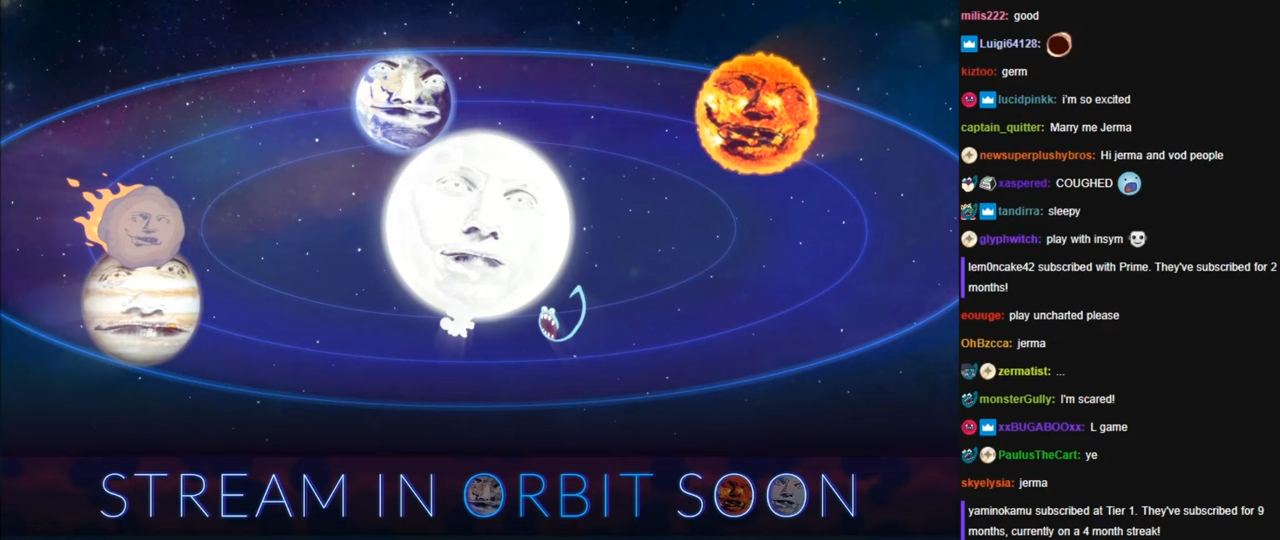 STREAM IN ORBIT SOON
milis222: good
Luigi64128:
kiztoo: germ
lucidpinkk: i'm so excited
captain_quitter: Marry me Jerma
newsuperplushybros: Hi jerma and vod people
xaspered: COUGHED
tandirra: sleepy
glyphwitch: play with insym
lem0ncake42 subscribed with Prime. They've subscribed for 2
months!
eouuge: play uncharted please
OhBzcca: jerma
zermatist: ...
monsterGully: I'm scared!
xxBUGABOOxx: L game
PaulusTheCart: ye
skyelysia: jerma
yaminokamu subscribed at Tier 1. They've subscribed for 9
months, currently on a 4 month streak!